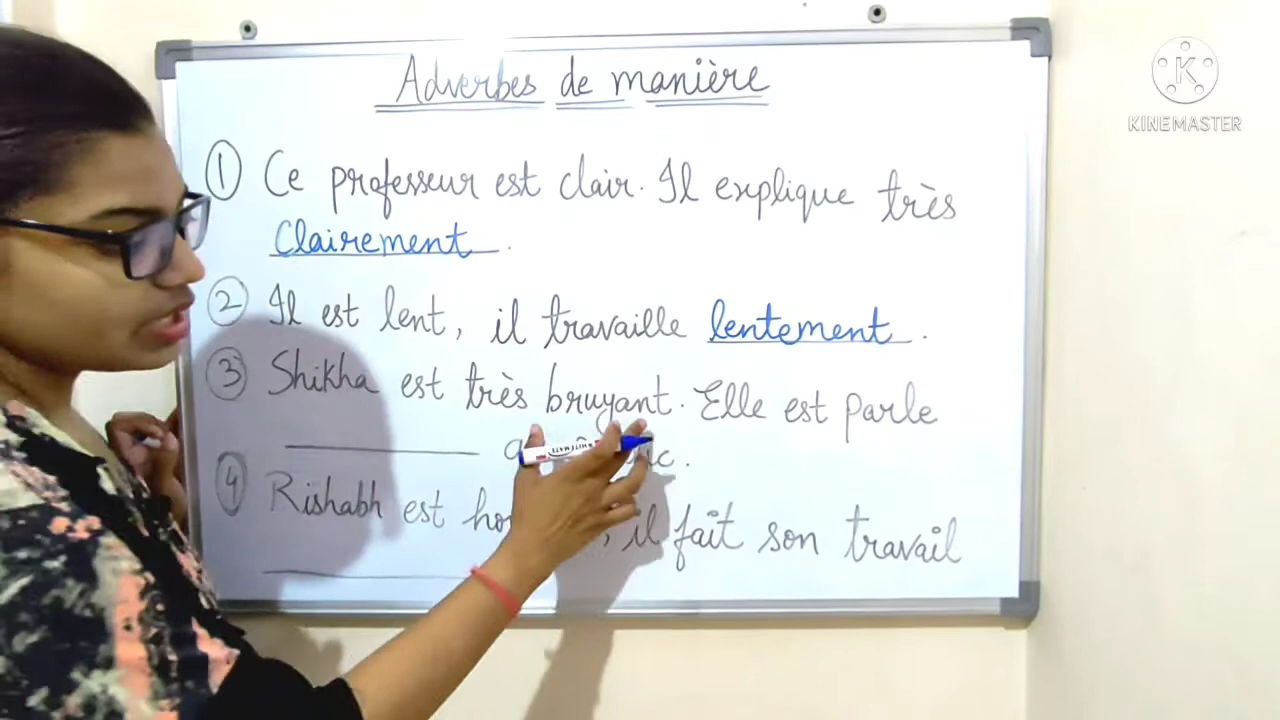 Adverbes de manière
① Ce professeur est clair. Il explique très
Clairement.
② Il est lent, il travaille lentement.
③ Shikha est très bruyant. Elle est parle
④ Rishabh est , il fait son travail
KINEMASTER